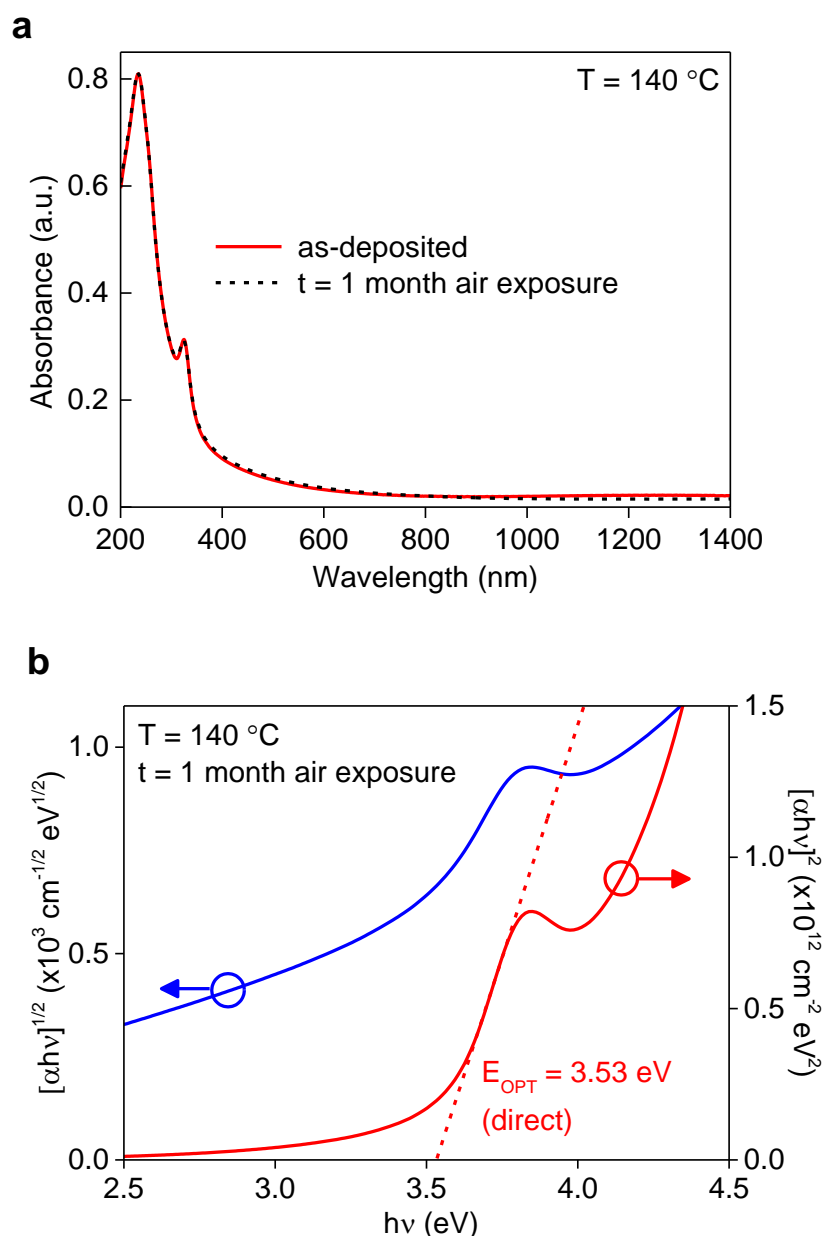 a
T = 140 °C
0.8
0.6
0.4
0.2
0.0
Absorbance (a.u.)
as-deposited
t = 1 month air exposure
200 400 600 800 1000 1200 1400
Wavelength (nm)
b
T = 140 °C
t = 1 month air exposure
1.0
0.5
0.0
[αhν]^1/2 (x10^3 cm^-1/2 eV^1/2)
1.5
1.0
0.5
0.0
[αhν]^2 (x10^12 cm^-2 eV^2)
E_OPT = 3.53 eV
(direct)
2.5 3.0 3.5 4.0 4.5
hν (eV)